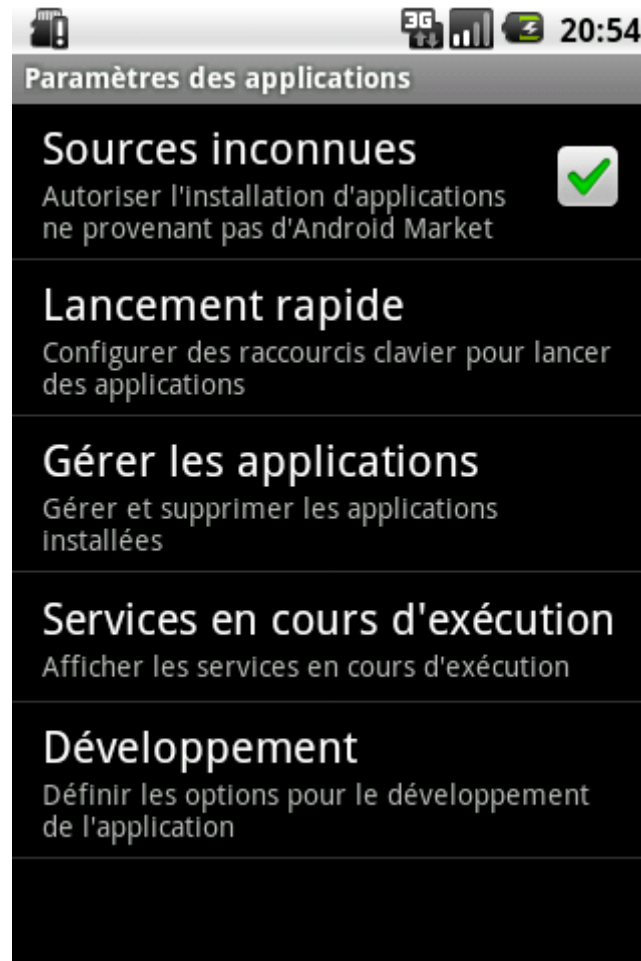 3G 20:54
Paramètres des applications
Sources inconnues
Autoriser l'installation d'applications
ne provenant pas d'Android Market
Lancement rapide
Configurer des raccourcis clavier pour lancer
des applications
Gérer les applications
Gérer et supprimer les applications
installées
Services en cours d'exécution
Afficher les services en cours d'exécution
Développement
Définir les options pour le développement
de l'application